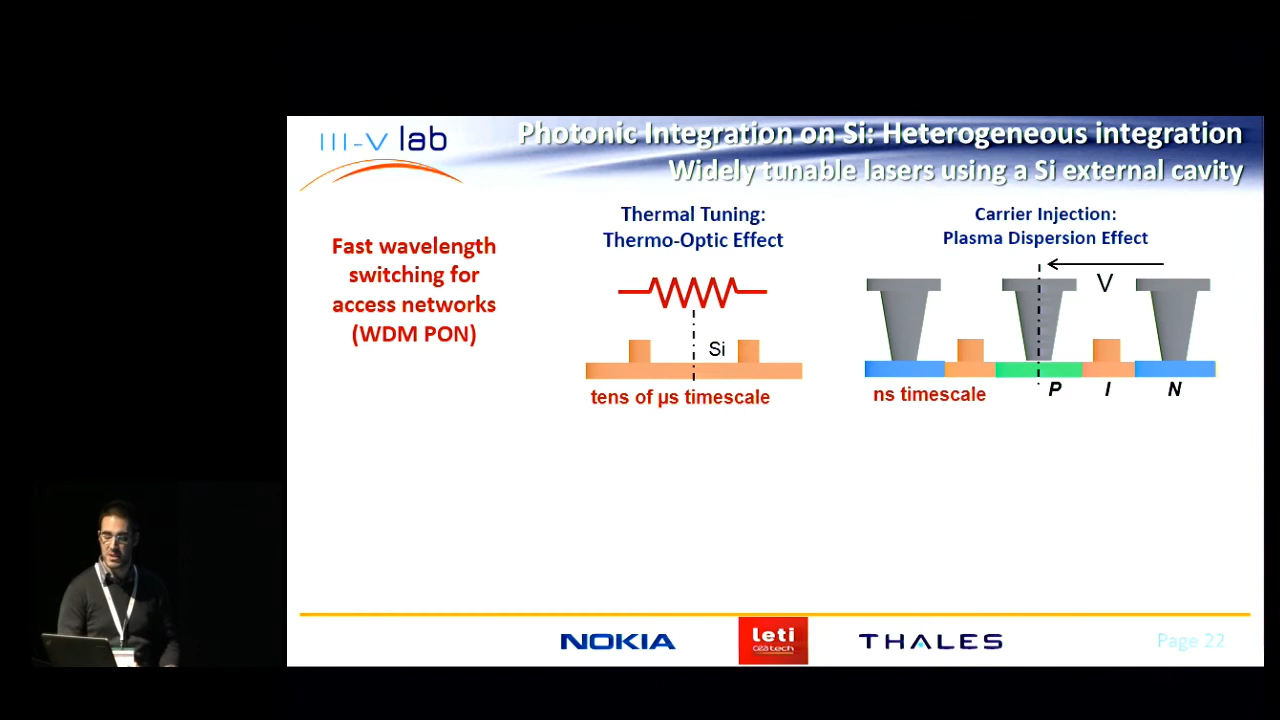 III-V lab
Photonic Integration on Si: Heterogeneous integration
Widely tunable lasers using a Si external cavity
Fast wavelength
switching for
access networks
(WDM PON)
Thermal Tuning:
Thermo-Optic Effect
Si
tens of µs timescale
Carrier Injection:
Plasma Dispersion Effect
V
ns timescale
P
I
N
NOKIA
leti
ceatech
THALES
Page 22